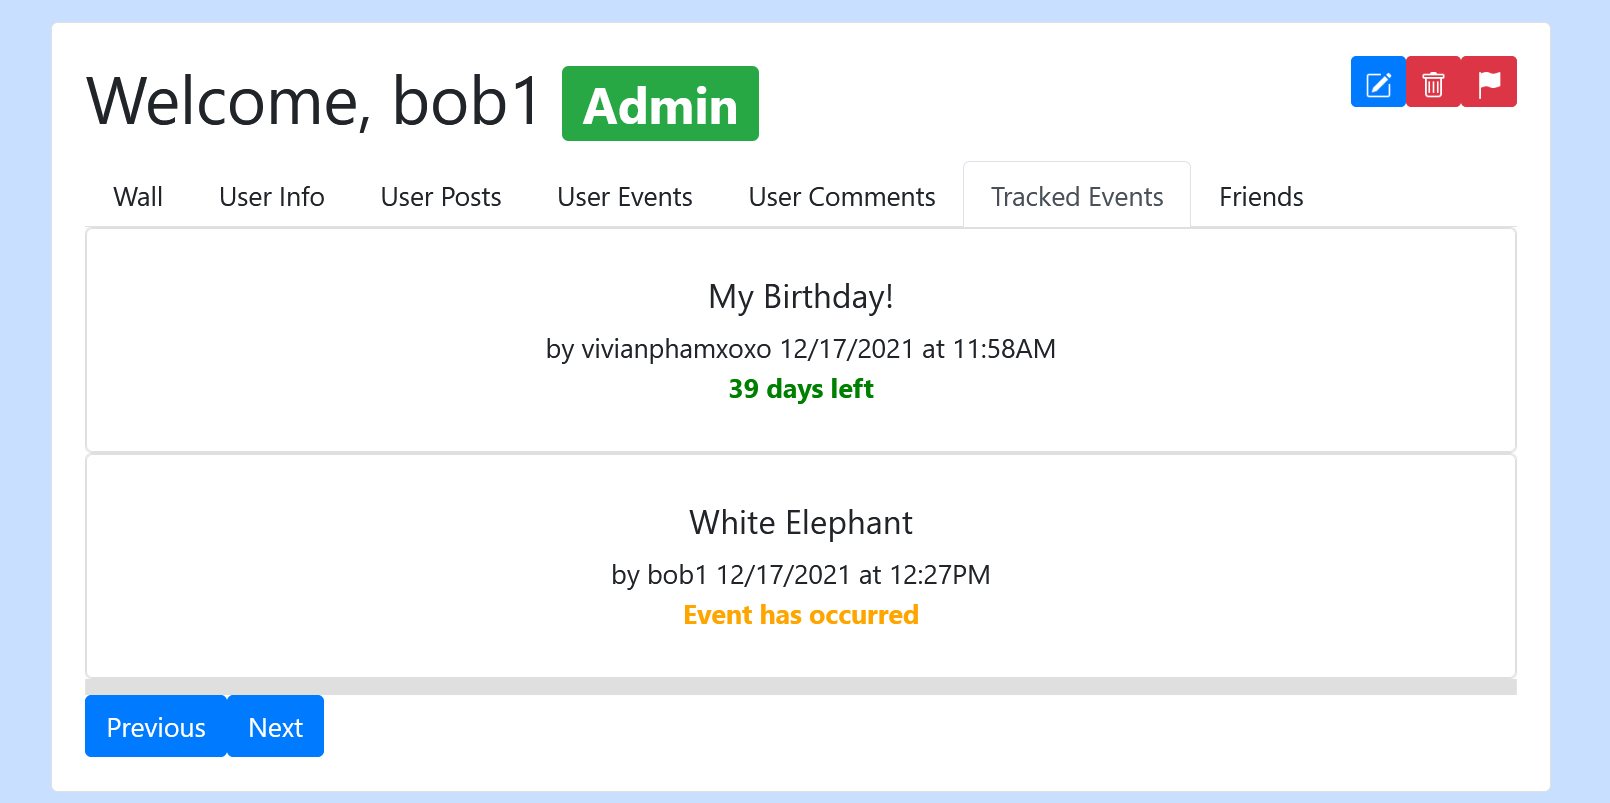 Welcome, bob1 Admin
Wall User Info User Posts User Events User Comments Tracked Events Friends
My Birthday!
by vivianphamxoxo 12/17/2021 at 11:58AM
39 days left
White Elephant
by bob1 12/17/2021 at 12:27PM
Event has occurred
Previous Next